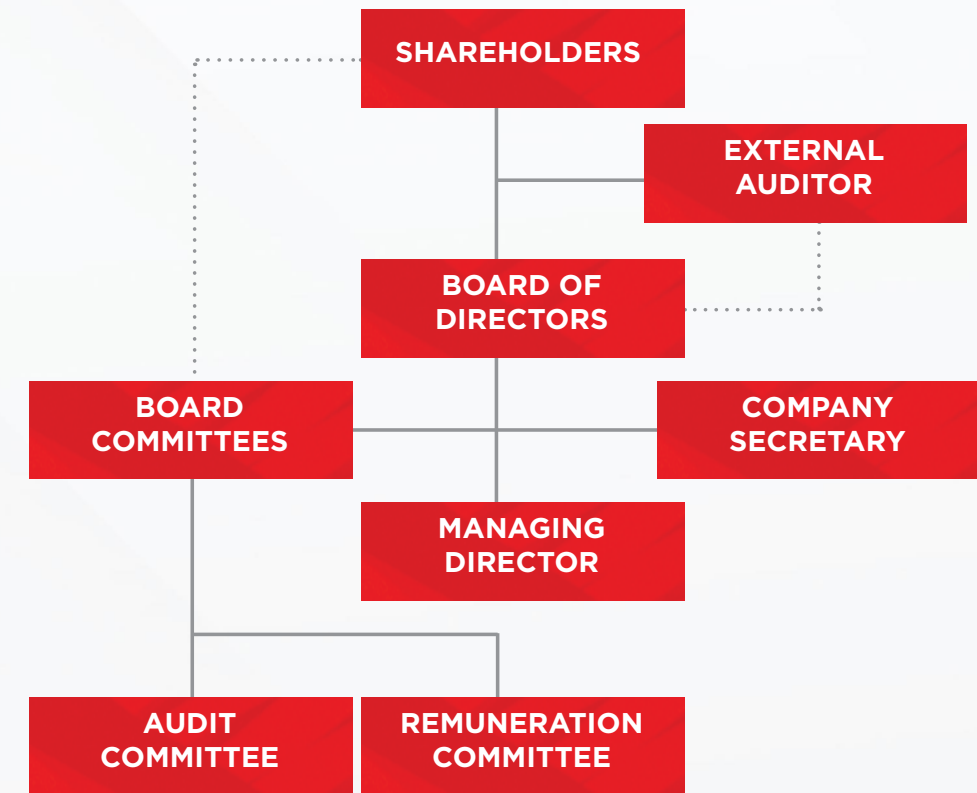 SHAREHOLDERS
EXTERNAL
AUDITOR
BOARD OF
DIRECTORS
BOARD
COMMITTEES
COMPANY
SECRETARY
MANAGING
DIRECTOR
AUDIT
COMMITTEE
REMUNERATION
COMMITTEE